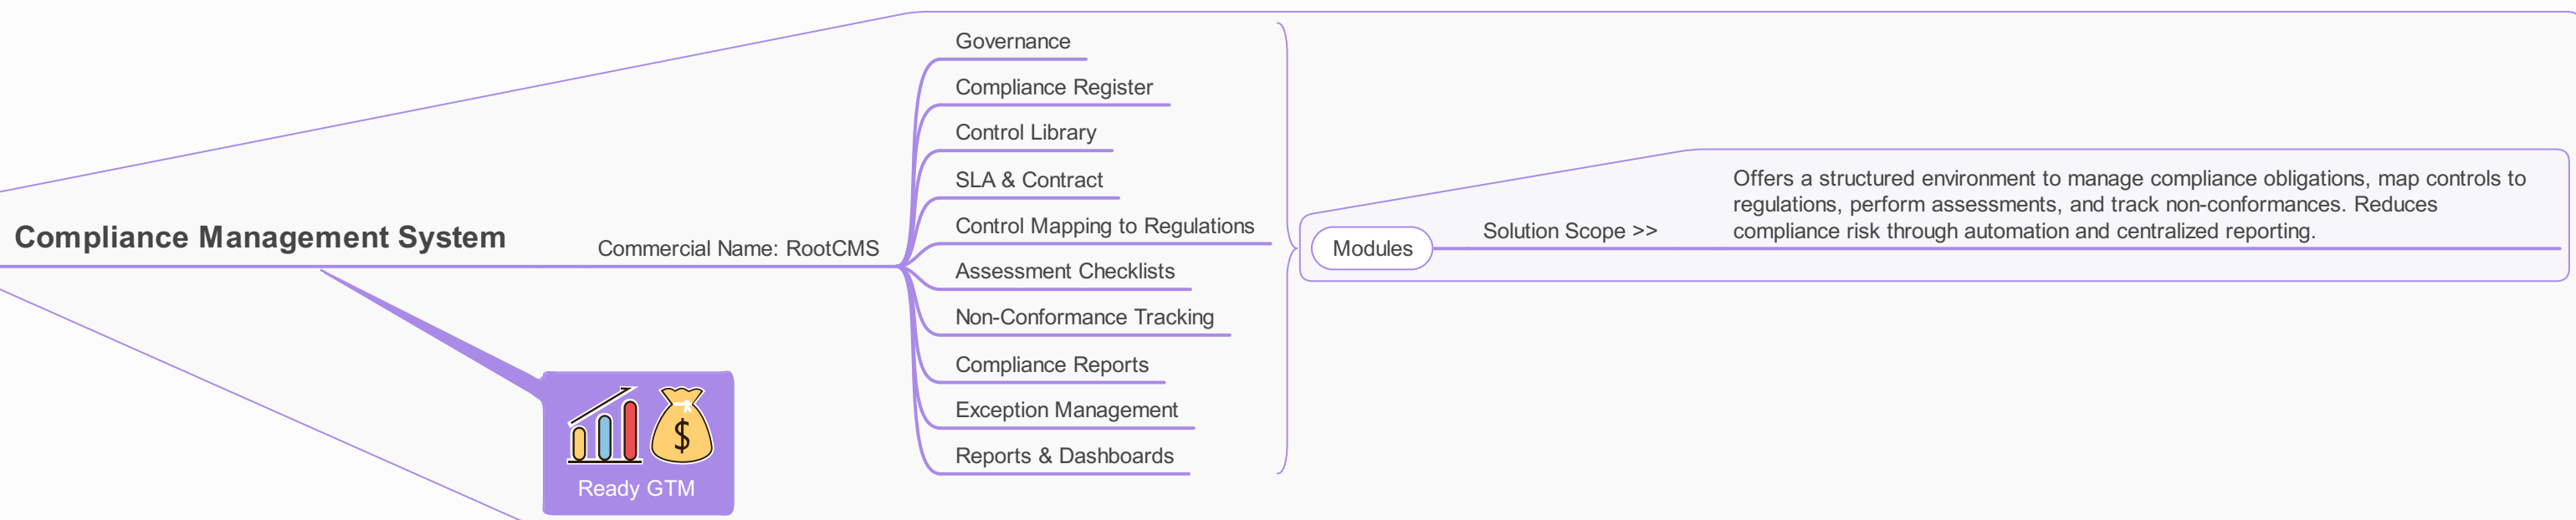 Compliance Management System
Commercial Name: RootCMS
Governance
Compliance Register
Control Library
SLA & Contract
Control Mapping to Regulations
Assessment Checklists
Non-Conformance Tracking
Compliance Reports
Exception Management
Reports & Dashboards
Modules
Solution Scope >>
Offers a structured environment to manage compliance obligations, map controls to
regulations, perform assessments, and track non-conformances. Reduces
compliance risk through automation and centralized reporting.
$
Ready GTM